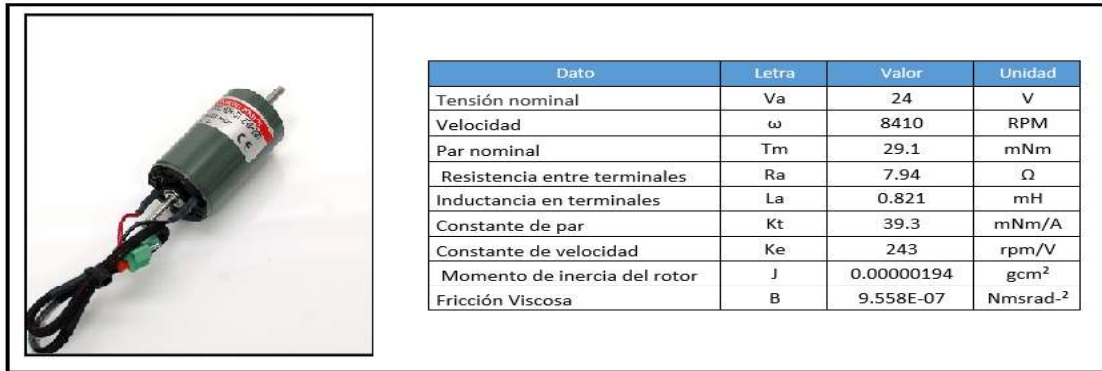 Dato Letra Valor Unidad
Tensión nominal Va 24 V
Velocidad ω 8410 RPM
Par nominal Tm 29.1 mNm
Resistencia entre terminales Ra 7.94 Ω
Inductancia en terminales La 0.821 mH
Constante de par Kt 39.3 mNm/A
Constante de velocidad Ke 243 rpm/V
Momento de inercia del rotor J 0.00000194 gcm²
Fricción Viscosa B 9.558E-07 Nmsrad-²